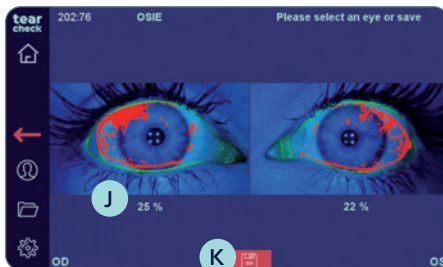 tear check
202:76 OSIE Please select an eye or save
J
25 % 22 %
OD K OS